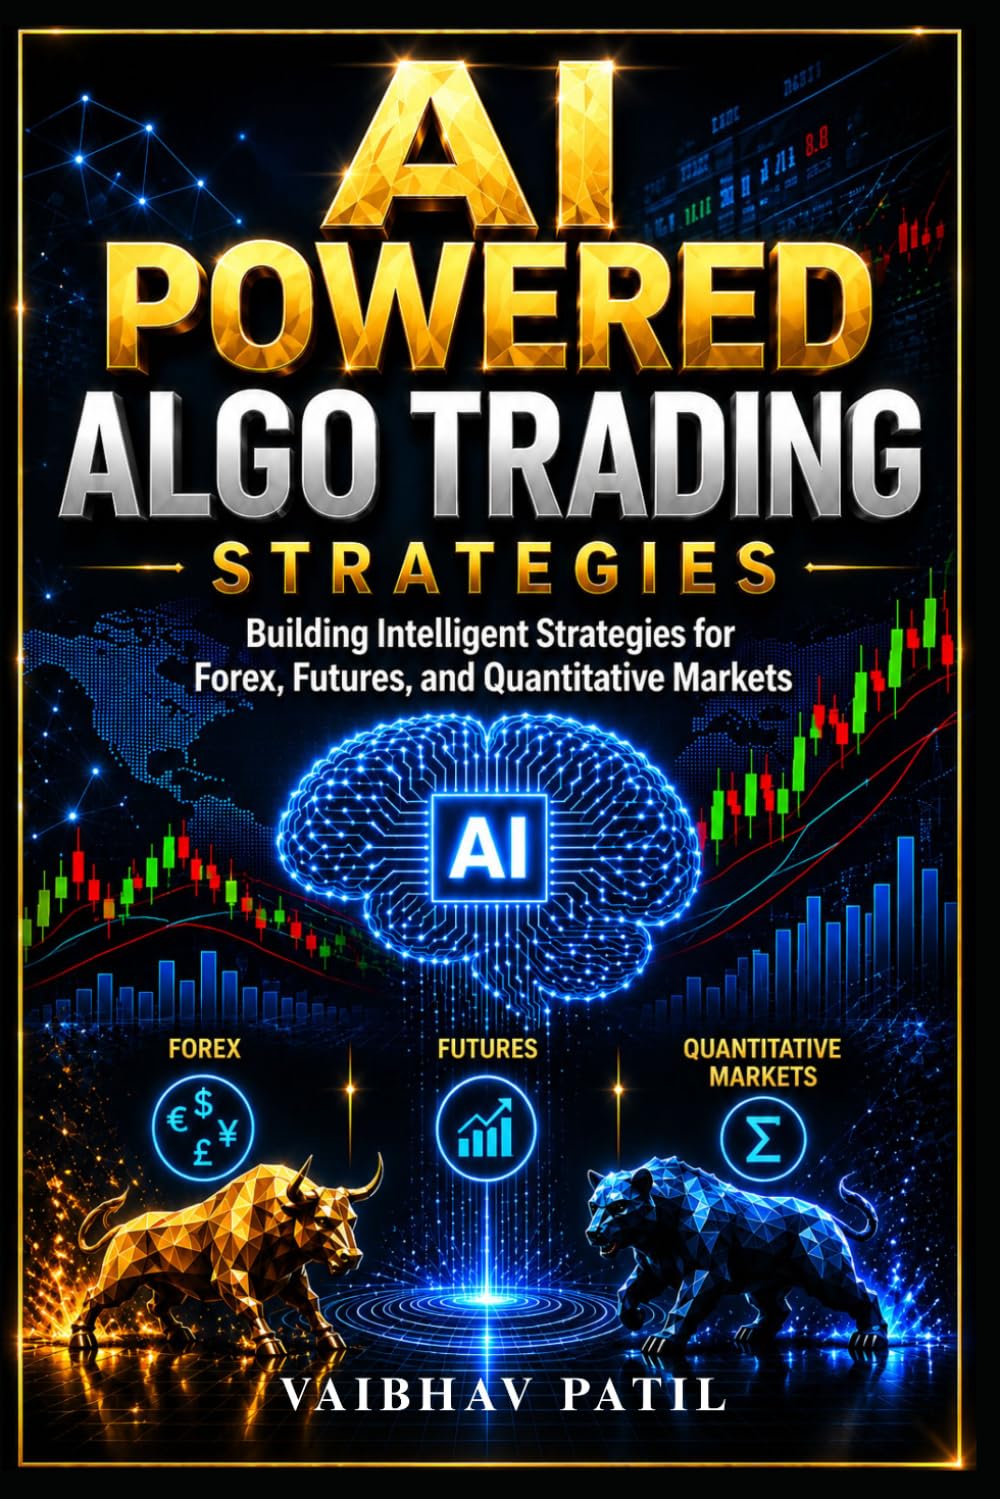 AI
POWERED
ALGO TRADING
STRATEGIES
Building Intelligent Strategies for
Forex, Futures, and Quantitative Markets
AI
FOREX
FUTURES
QUANTITATIVE
MARKETS
€ $ ¥ £
Σ
VAIBHAV PATIL